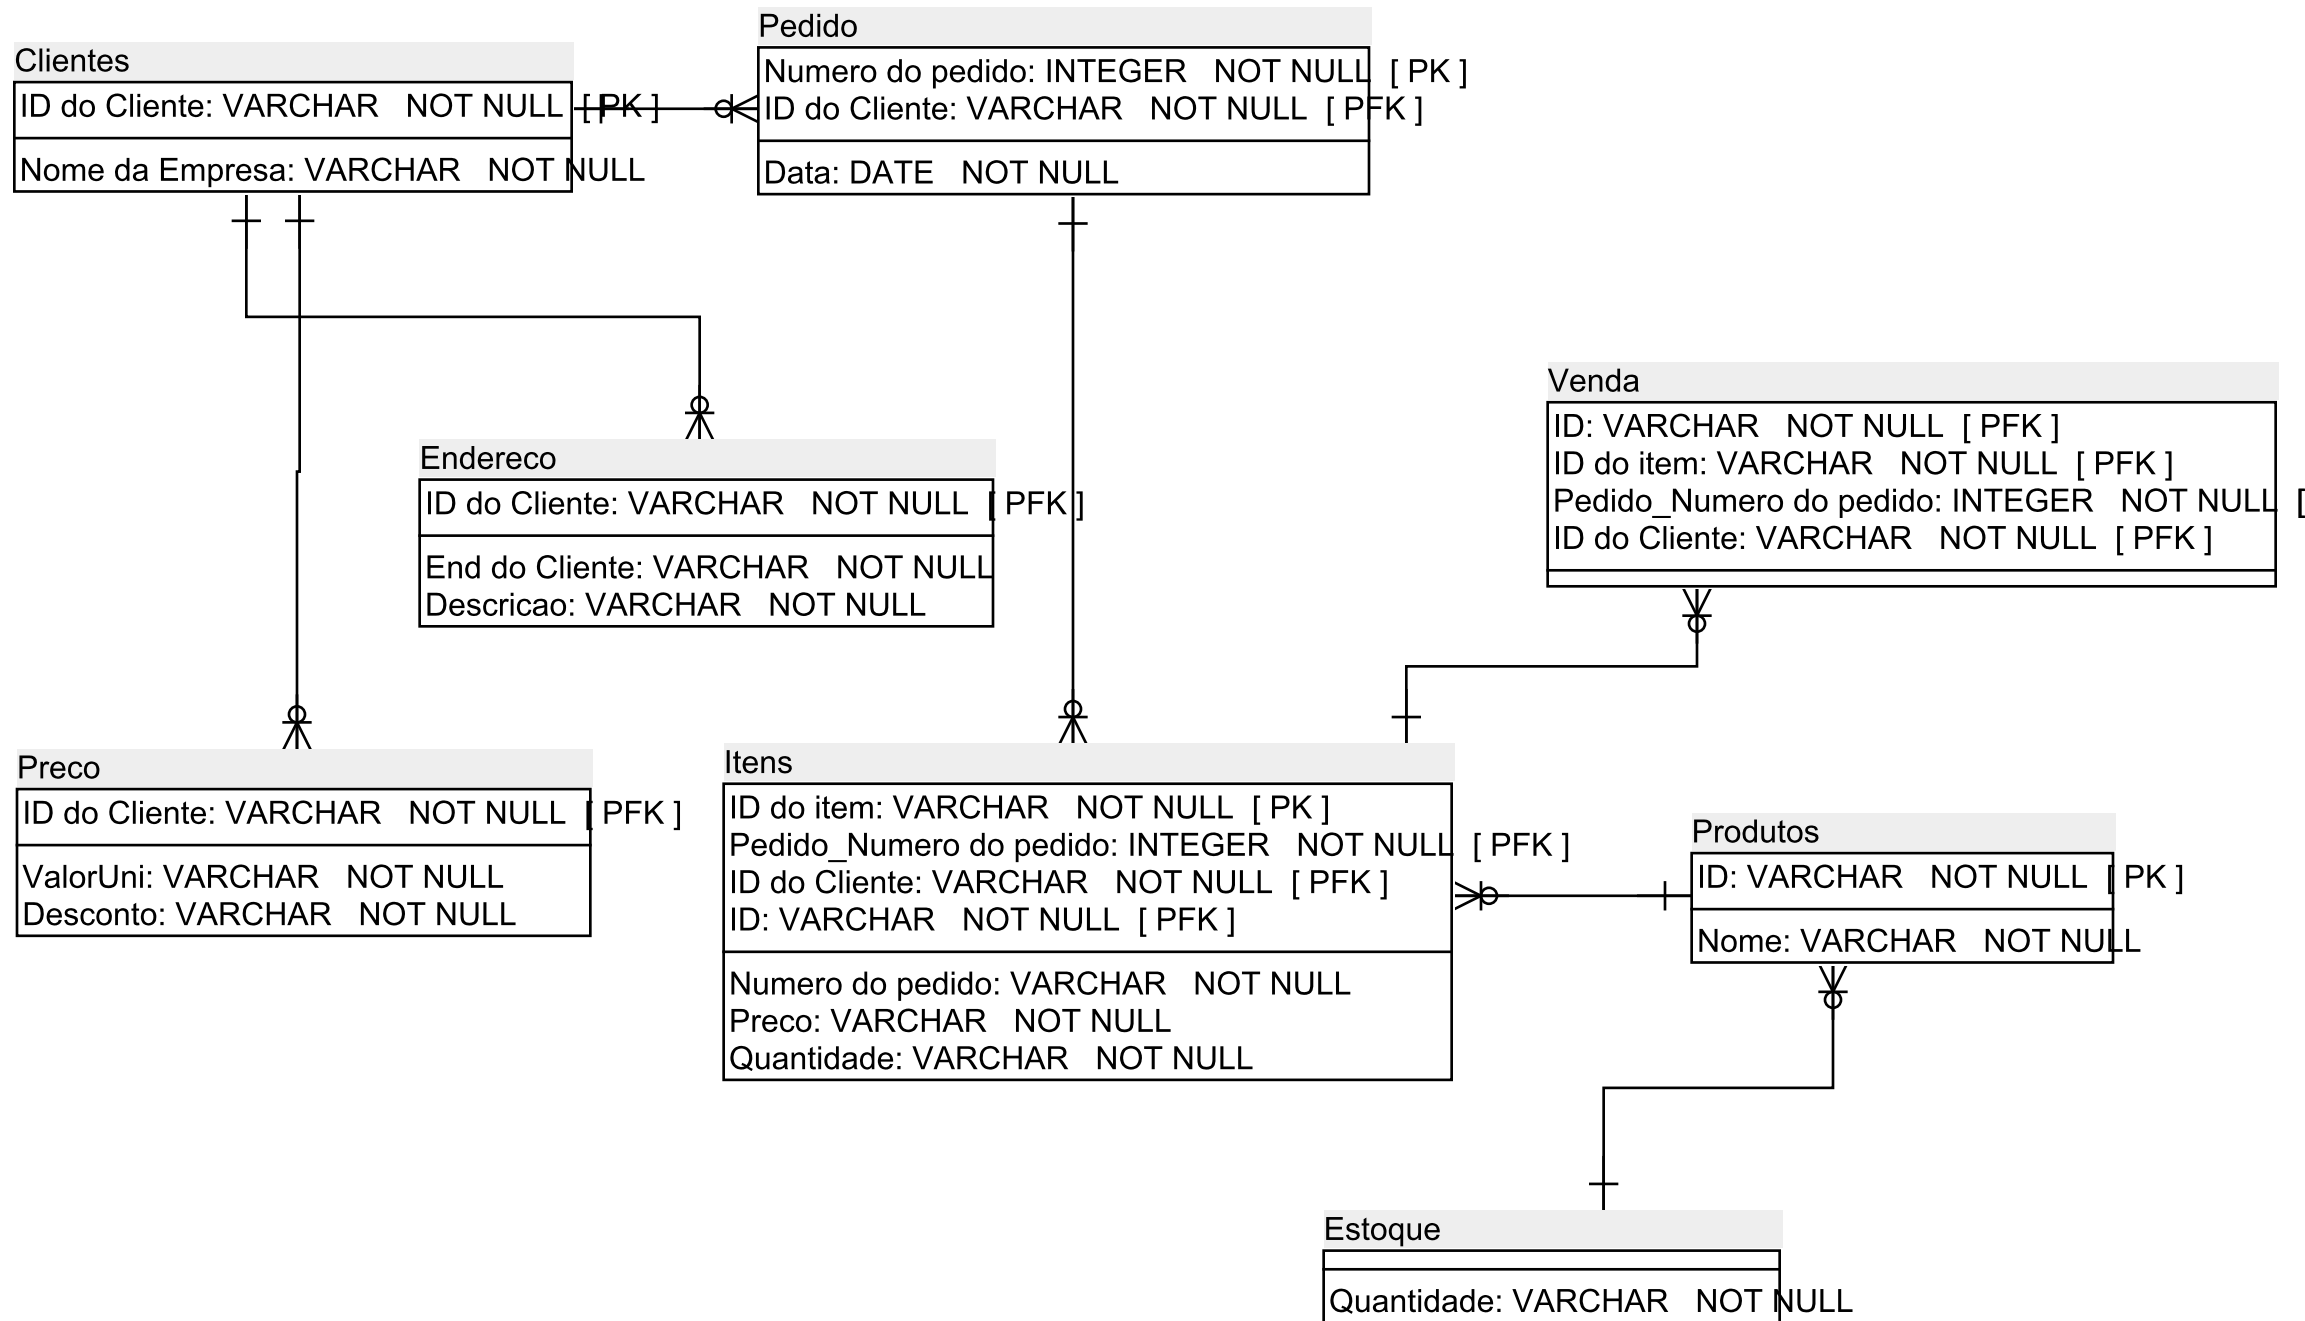 Clientes
ID do Cliente: VARCHAR NOT NULL [ PK ]
Nome da Empresa: VARCHAR NOT NULL
Pedido
Numero do pedido: INTEGER NOT NULL [ PK ]
ID do Cliente: VARCHAR NOT NULL [ PFK ]
Data: DATE NOT NULL
Venda
ID: VARCHAR NOT NULL [ PFK ]
ID do item: VARCHAR NOT NULL [ PFK ]
Pedido_Numero do pedido: INTEGER NOT NULL [
ID do Cliente: VARCHAR NOT NULL [ PFK ]
Endereco
ID do Cliente: VARCHAR NOT NULL [ PFK ]
End do Cliente: VARCHAR NOT NULL
Descricao: VARCHAR NOT NULL
Preco
ID do Cliente: VARCHAR NOT NULL [ PFK ]
ValorUni: VARCHAR NOT NULL
Desconto: VARCHAR NOT NULL
Itens
ID do item: VARCHAR NOT NULL [ PK ]
Pedido_Numero do pedido: INTEGER NOT NULL [ PFK ]
ID do Cliente: VARCHAR NOT NULL [ PFK ]
ID: VARCHAR NOT NULL [ PFK ]
Numero do pedido: VARCHAR NOT NULL
Preco: VARCHAR NOT NULL
Quantidade: VARCHAR NOT NULL
Produtos
ID: VARCHAR NOT NULL [ PK ]
Nome: VARCHAR NOT NULL
Estoque
Quantidade: VARCHAR NOT NULL